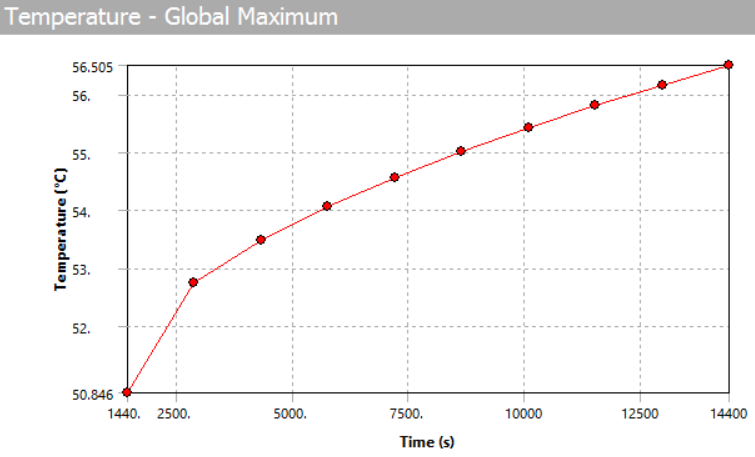 Temperature - Global Maximum
56.505
56.
55.
54.
53.
52.
50.846
Temperature (°C)
1440. 2500. 5000. 7500. 10000 12500 14400
Time (s)